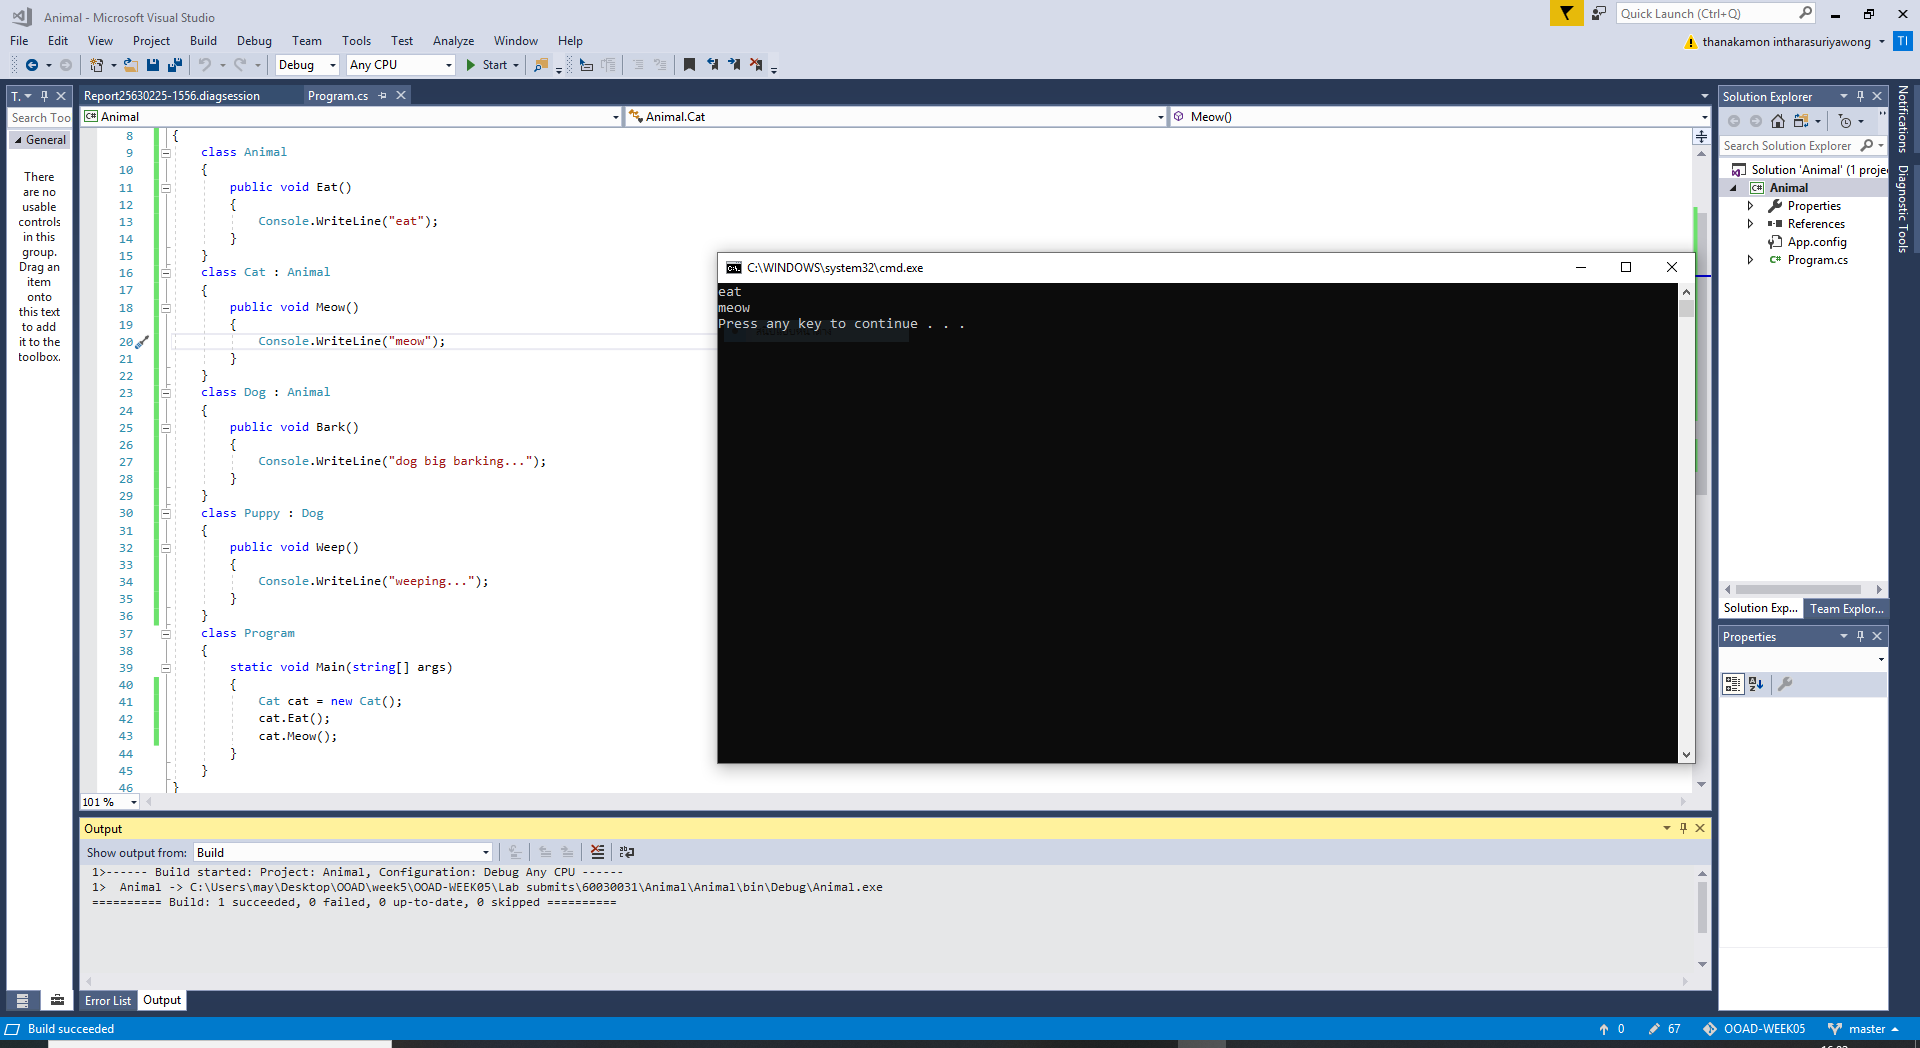 Animal - Microsoft Visual Studio
Quick Launch (Ctrl+Q)
File Edit View Project Build Debug Team Tools Test Analyze Window Help
thanakamon intharasuriyawong
TI
Debug
Any CPU
Start
T.
Search Too
General
There
are no
usable
controls
in this
group.
Drag an
item
onto
this text
to add
it to the
toolbox.
Report25630225-1556.diagsession
Program.cs
Animal
Animal.Cat
Meow()
8 {
9 class Animal
10 {
11 public void Eat()
12 {
13 Console.WriteLine("eat");
14 }
15 }
16 class Cat : Animal
17 {
18 public void Meow()
19 {
20 Console.WriteLine("meow");
21 }
22 }
23 class Dog : Animal
24 {
25 public void Bark()
26 {
27 Console.WriteLine("dog big barking...");
28 }
29 }
30 class Puppy : Dog
31 {
32 public void Weep()
33 {
34 Console.WriteLine("weeping...");
35 }
36 }
37 class Program
38 {
39 static void Main(string[] args)
40 {
41 Cat cat = new Cat();
42 cat.Eat();
43 cat.Meow();
44 }
45 }
46 }
101 %
C:\WINDOWS\system32\cmd.exe
eat
meow
Press any key to continue . . .
Solution Explorer
Search Solution Explorer
Solution 'Animal' (1 proje
Animal
Properties
References
App.config
Program.cs
Solution Exp...
Team Explor...
Properties
Notifications
Diagnostic Tools
Output
Show output from: Build
1>------ Build started: Project: Animal, Configuration: Debug Any CPU ------
1>  Animal -> C:\Users\may\Desktop\OOAD\week5\OOAD-WEEK05\Lab submits\60030031\Animal\Animal\bin\Debug\Animal.exe
========== Build: 1 succeeded, 0 failed, 0 up-to-date, 0 skipped ==========
Error List
Output
Build succeeded
0
67
OOAD-WEEK05
master